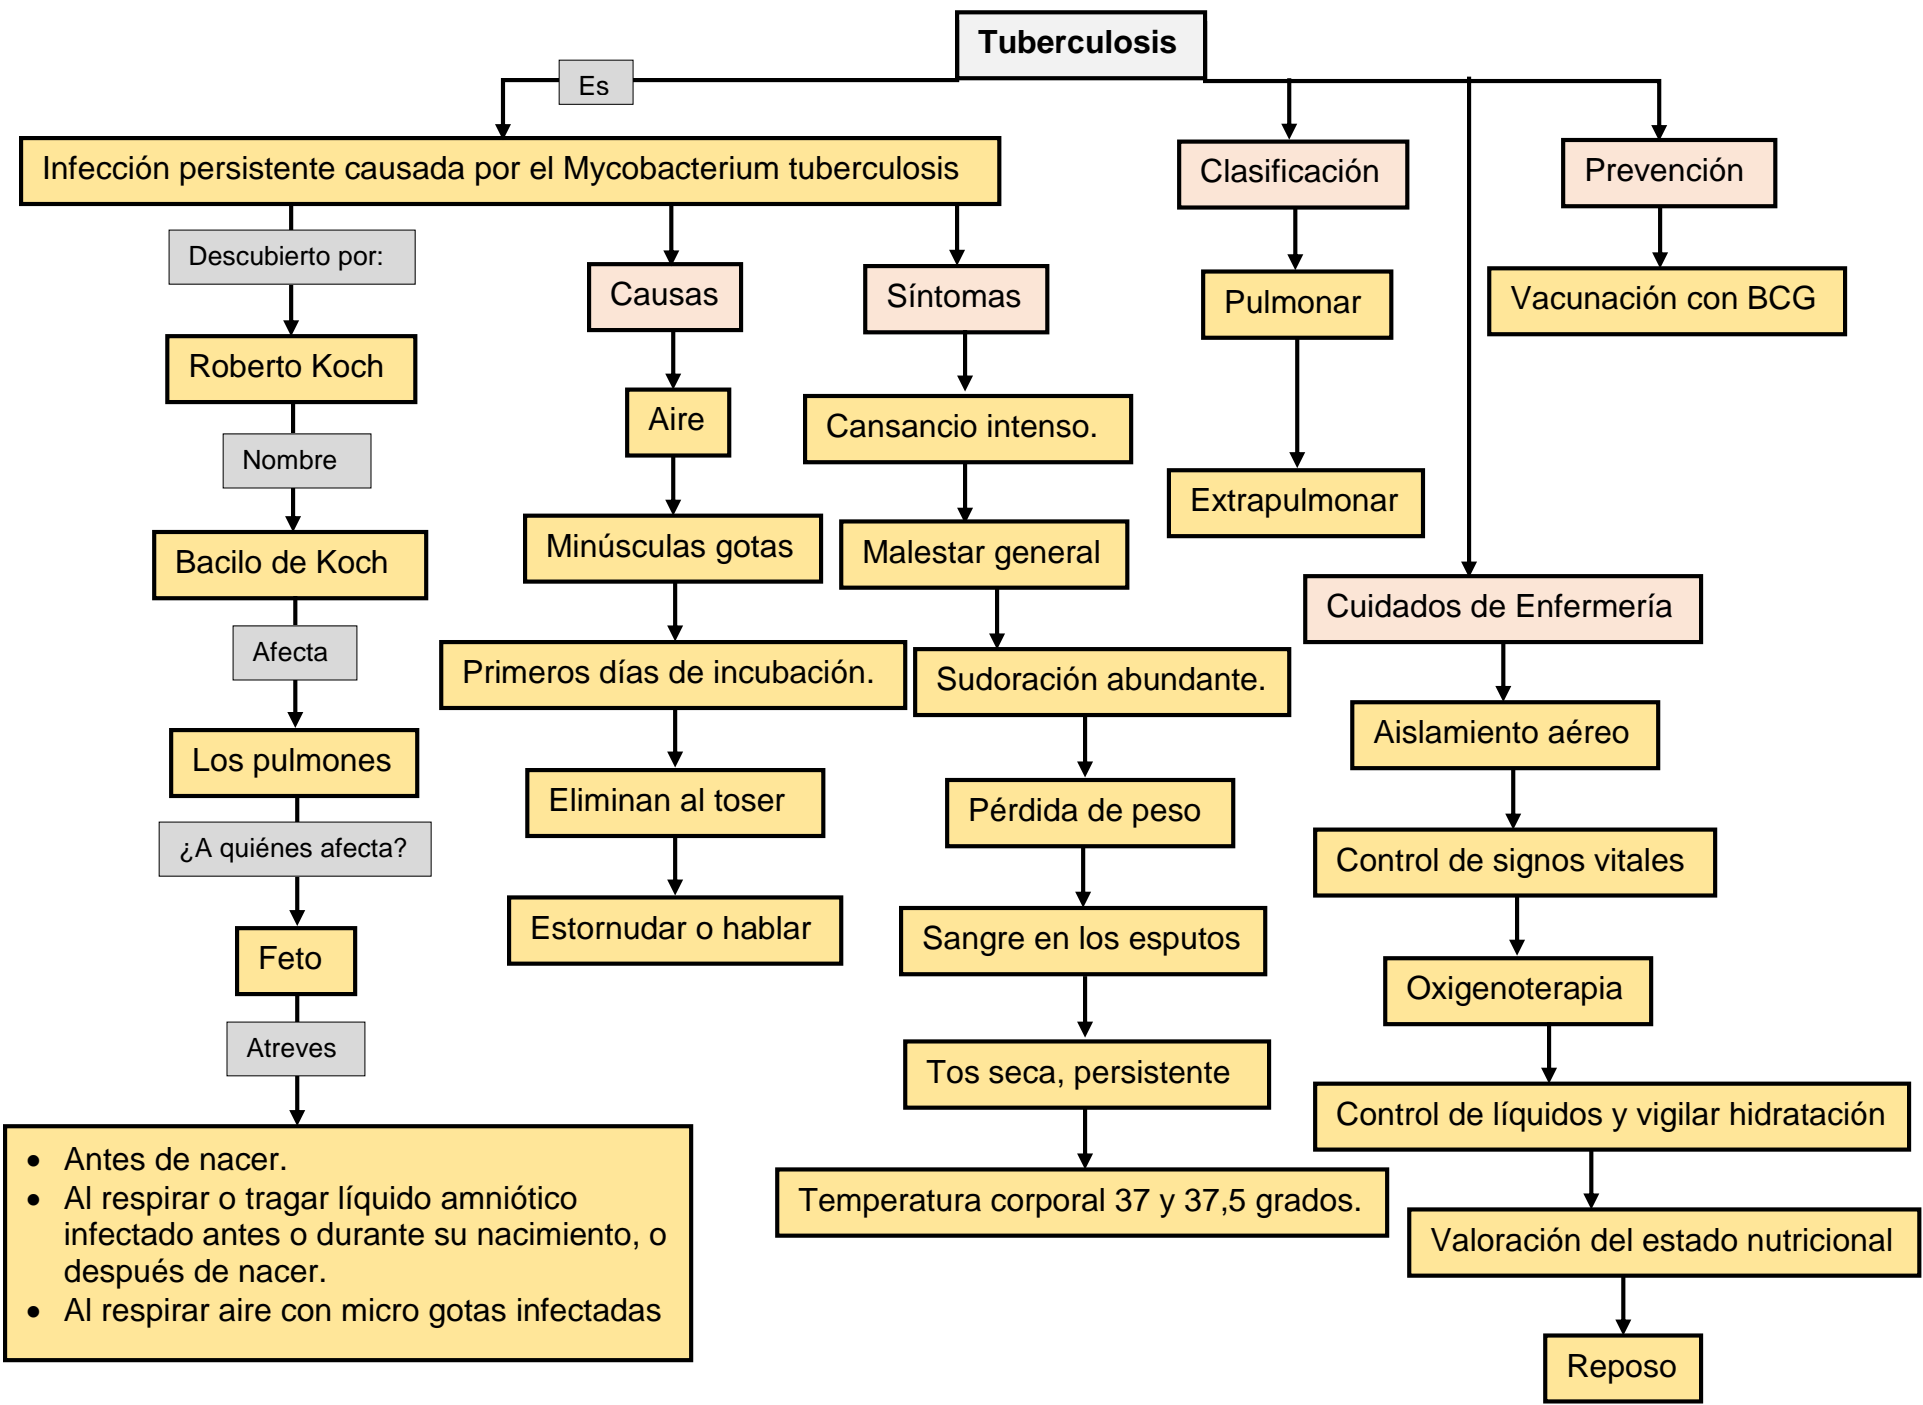 Tuberculosis
Es
Infección persistente causada por el Mycobacterium tuberculosis
Descubierto por:
Roberto Koch
Nombre
Bacilo de Koch
Afecta
Los pulmones
¿A quiénes afecta?
Feto
Atreves
• Antes de nacer.
• Al respirar o tragar líquido amniótico
infectado antes o durante su nacimiento, o
después de nacer.
• Al respirar aire con micro gotas infectadas
Causas
Aire
Minúsculas gotas
Primeros días de incubación.
Eliminan al toser
Estornudar o hablar
Síntomas
Cansancio intenso.
Malestar general
Sudoración abundante.
Pérdida de peso
Sangre en los esputos
Tos seca, persistente
Temperatura corporal 37 y 37,5 grados.
Clasificación
Pulmonar
Extrapulmonar
Cuidados de Enfermería
Aislamiento aéreo
Control de signos vitales
Oxigenoterapia
Control de líquidos y vigilar hidratación
Valoración del estado nutricional
Reposo
Prevención
Vacunación con BCG